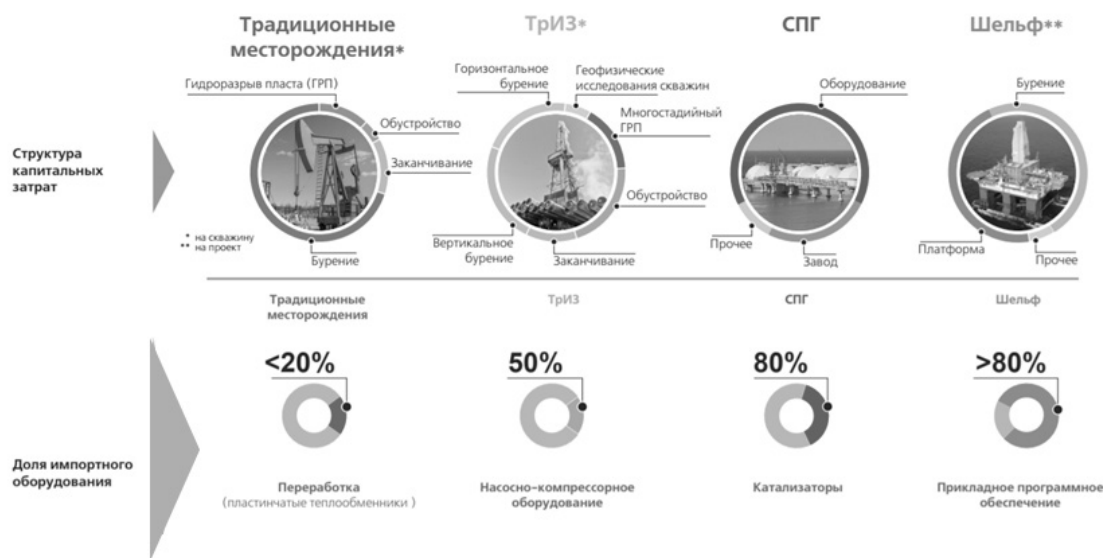 Традиционные
месторождения*
ТрИЗ*
СПГ
Шельф**
Структура
капитальных
затрат
Гидроразрыв пласта (ГРП)
Обустройство
Заканчивание
Бурение
* на скважину
** на проект
Горизонтальное
бурение
Геофизические
исследования скважин
Многостадийный
ГРП
Обустройство
Заканчивание
Вертикальное
бурение
Оборудование
Прочее
Завод
Бурение
Платформа
Прочее
Традиционные
месторождения
ТрИЗ
СПГ
Шельф
Доля импортного
оборудования
<20%
50%
80%
>80%
Переработка
(пластинчатые теплообменники )
Насосно-компрессорное
оборудование
Катализаторы
Прикладное программное
обеспечение